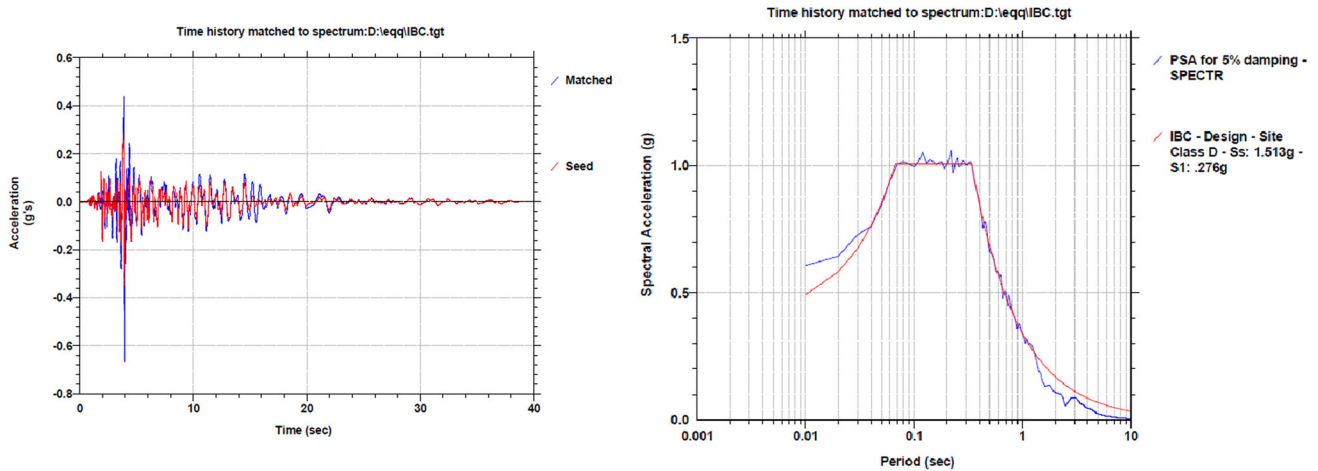 Time history matched to spectrum:D:\eqq\IBC.tgt
0.6
0.4
0.2
0.0
-0.2
-0.4
-0.6
-0.8
Acceleration
(g's)
0
10
20
30
40
Time (sec)
Matched
Seed
Time history matched to spectrum:D:\eqq\IBC.tgt
1.5
1.0
0.5
0.0
Spectral Acceleration (g)
0.001
0.01
0.1
1
10
Period (sec)
PSA for 5% damping -
SPECTR
IBC - Design - Site
Class D - Ss: 1.513g -
S1: .276g